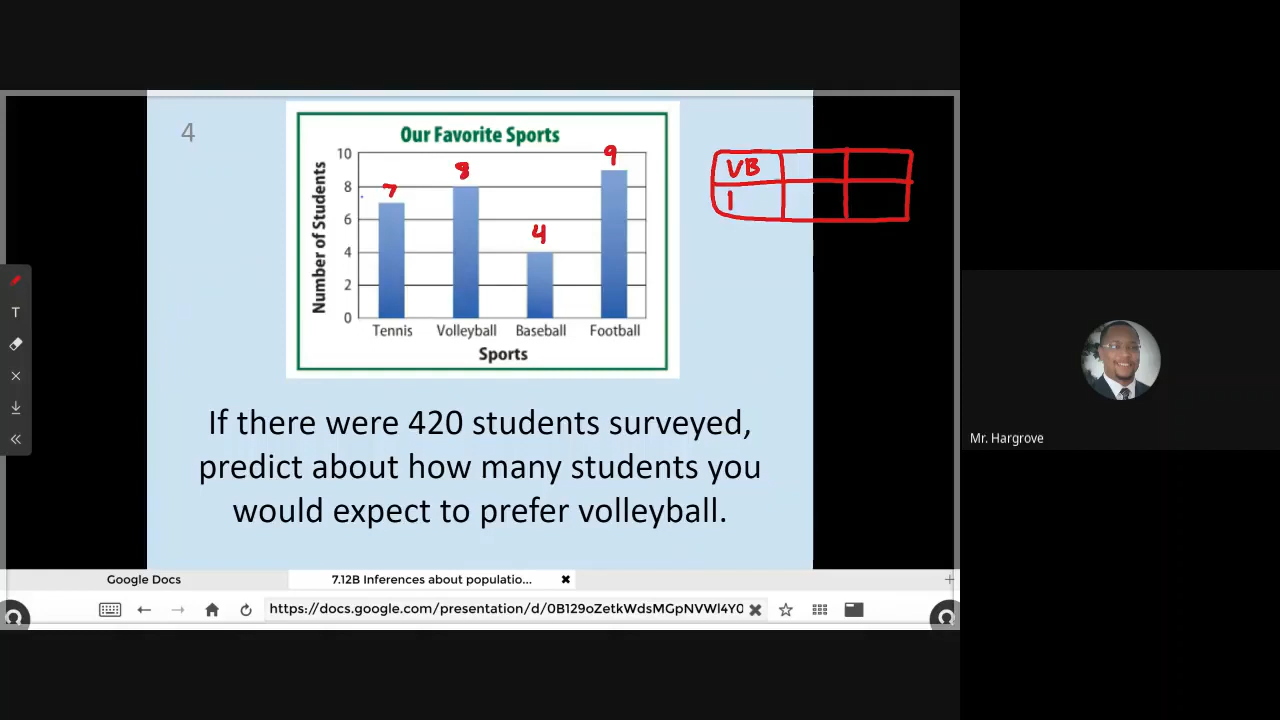 4
Our Favorite Sports
Number of Students
10
8
6
4
2
0
7
8
4
9
Tennis Volleyball Baseball Football
Sports
VB
1
If there were 420 students surveyed,
predict about how many students you
would expect to prefer volleyball.
T
Mr. Hargrove
Google Docs
7.12B Inferences about populatio...
https://docs.google.com/presentation/d/0B129oZetkWdsMGpNVWl4Y0